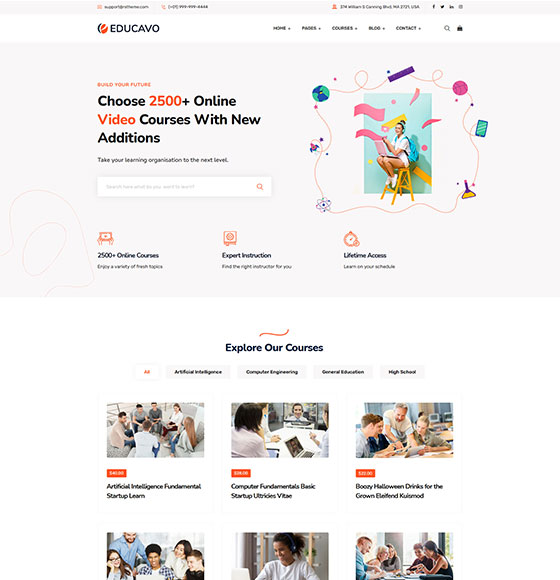 support@rstheme.com (+01) 999-999-4444 374 William S Canning Blvd, MA 2721, USA
EDUCAVO HOME + PAGES + COURSES + BLOG + CONTACT +
BUILD YOUR FUTURE
Choose 2500+ Online
Video Courses With New
Additions
Take your learning organisation to the next level.
Search here what do you want to learn?
2500+ Online Courses Expert Instruction Lifetime Access
Enjoy a variety of fresh topics Find the right instructor for you Learn on your schedule
Explore Our Courses
All Artificial Intelligence Computer Engineering General Education High School
$40.00 $39.00 $32.00
Artificial Intelligence Fundamental Computer Fundamentals Basic Boozy Halloween Drinks for the
Startup Learn Startup Ultricies Vitae Grown Eleifend Kuismod